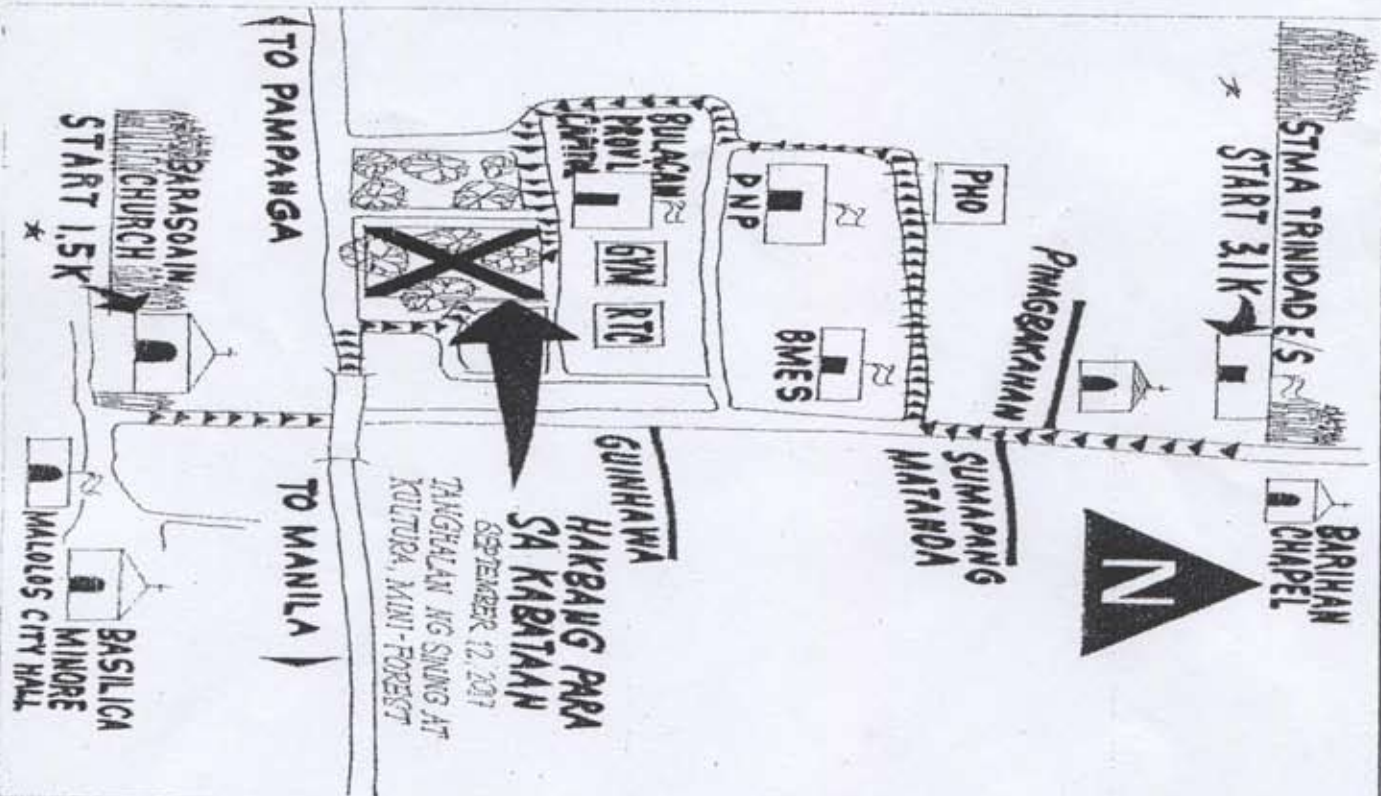 STMA TRINIDAD E/S
START 3.1K
BARIHAN
CHAPEL
N
PINAGBAKAHAN
SUMAPANG
MATANDA
PHO
PNP
BMES
BULACAN
PROV'L
GYM
RTC
GUINHAWA
HAKBANG PARA
SA KABATAAN
SEPTEMBER 12, 2017
TANGHALAN NG SINING AT
KULTURA, MINI-FOREST
TO PAMPANGA
TO MANILA
BARASOAIN
CHURCH
START 1.5K
BASILICA
MINORE
MALOLOS CITY HALL